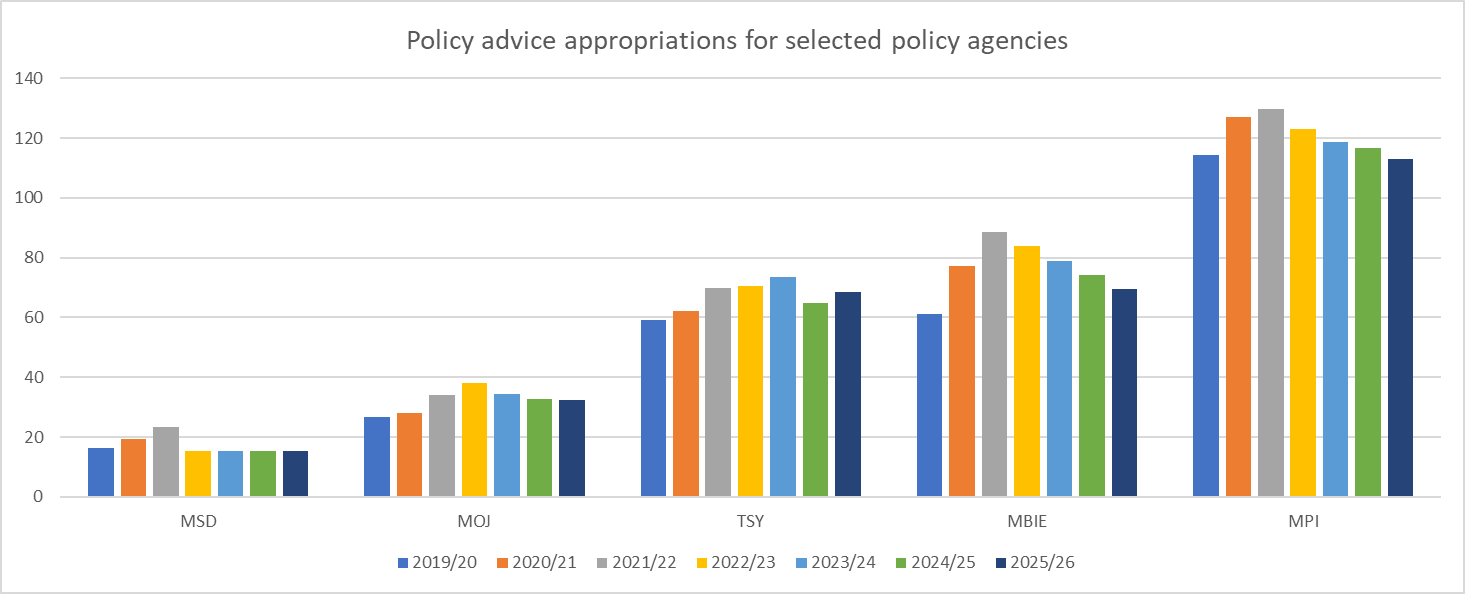 Policy advice appropriations for selected policy agencies
140
120
100
80
60
40
20
0
MSD MOJ TSY MBIE MPI
2019/20 2020/21 2021/22 2022/23 2023/24 2024/25 2025/26